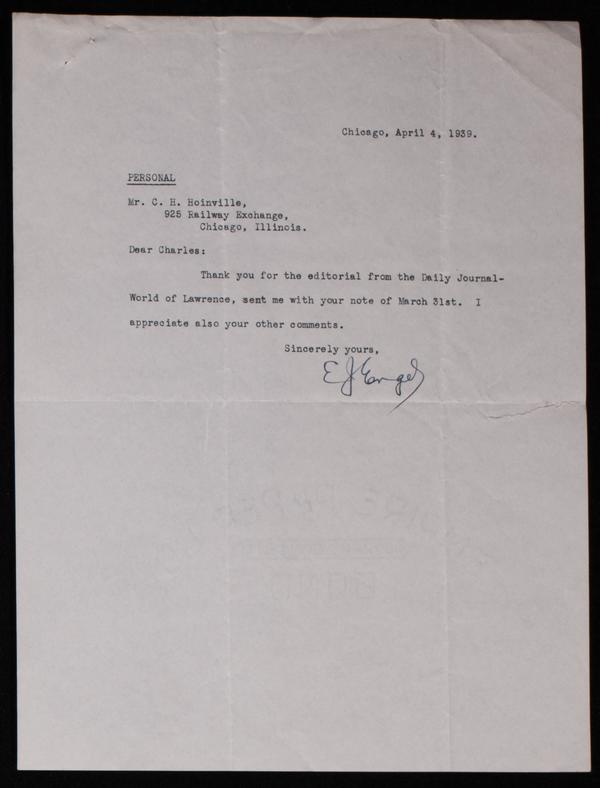 Chicago, April 4, 1939.
PERSONAL
Mr. C. H. Hoinville,
925 Railway Exchange,
Chicago, Illinois.
Dear Charles:
Thank you for the editorial from the Daily Journal-
World of Lawrence, sent me with your note of March 31st. I
appreciate also your other comments.
Sincerely yours,
E J Engel